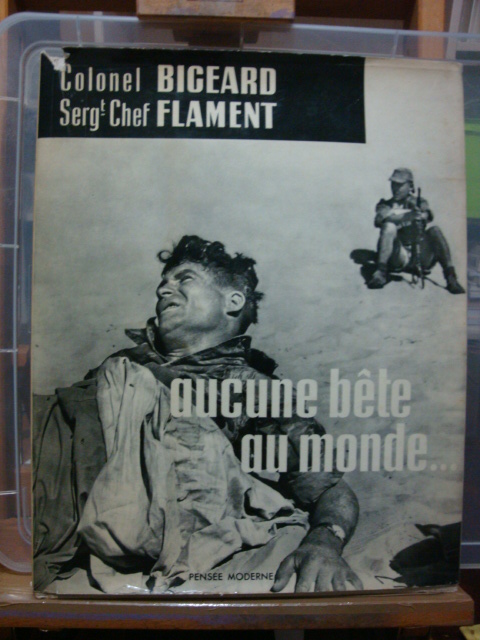 Colonel BIGEARD
Sergt Chef FLAMENT
aucune bête
au monde...
PENSEE MODERNE